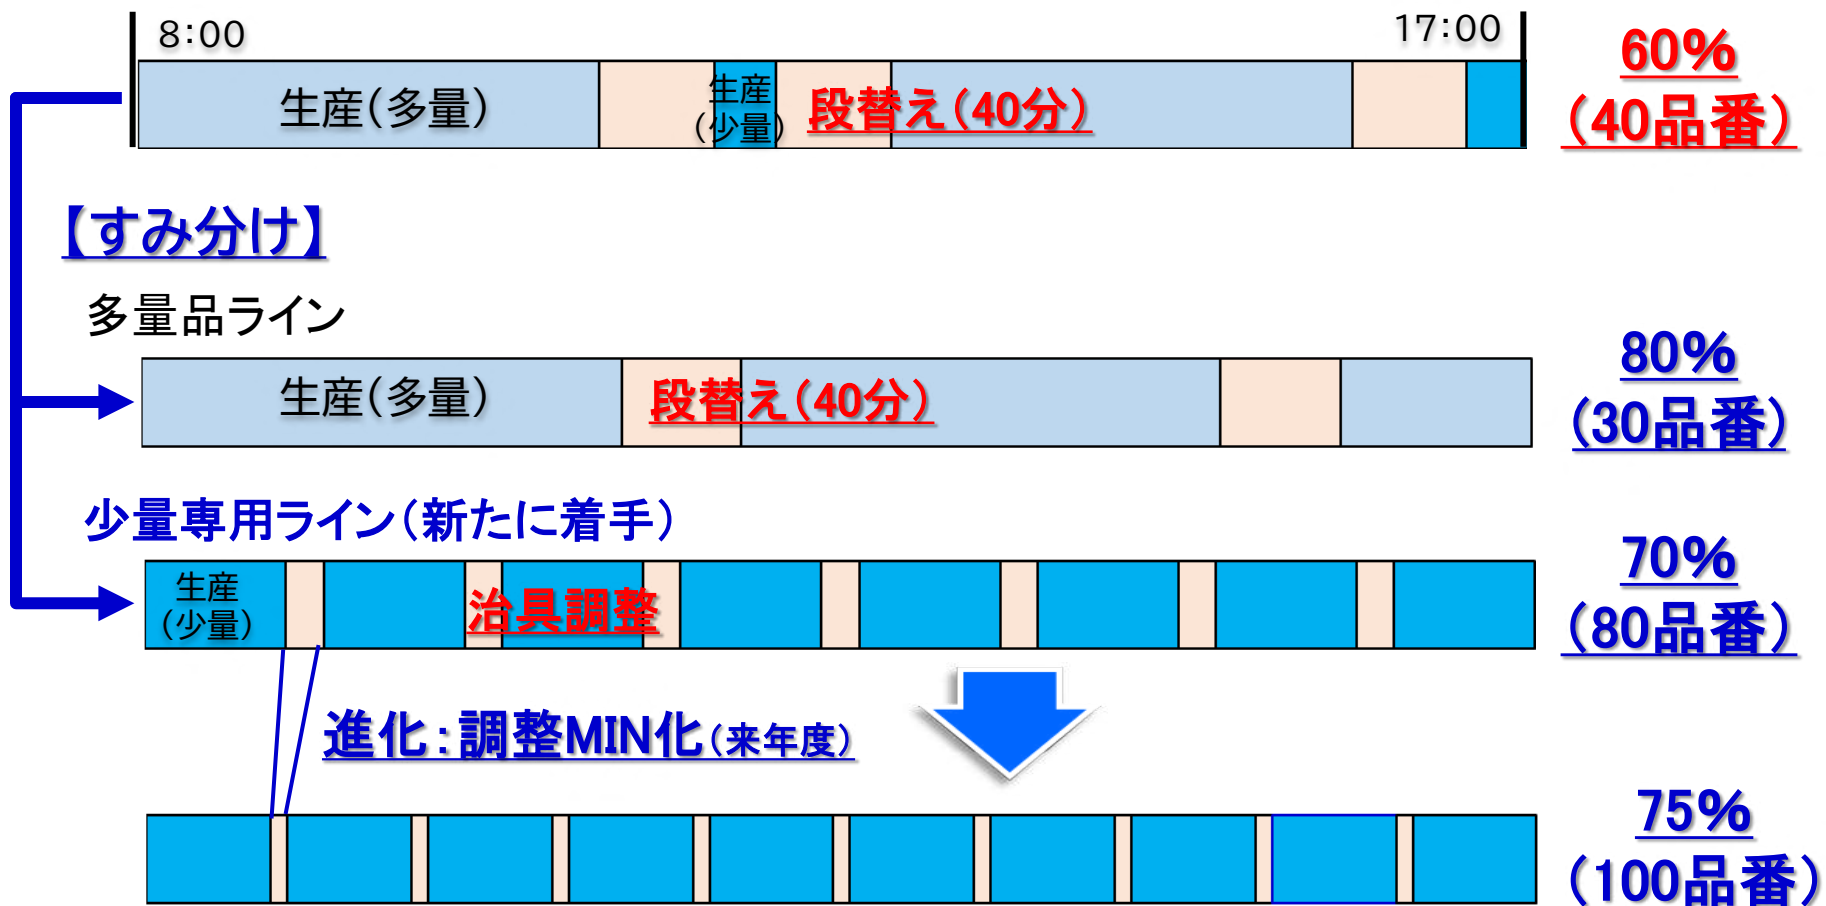 8:00
17:00
生産(多量)
生産
(少量)
段替え(40分)
60%
(40品番)
【すみ分け】
多量品ライン
生産(多量)
段替え(40分)
80%
(30品番)
少量専用ライン(新たに着手)
生産
(少量)
治具調整
70%
(80品番)
進化:調整MIN化(来年度)
75%
(100品番)